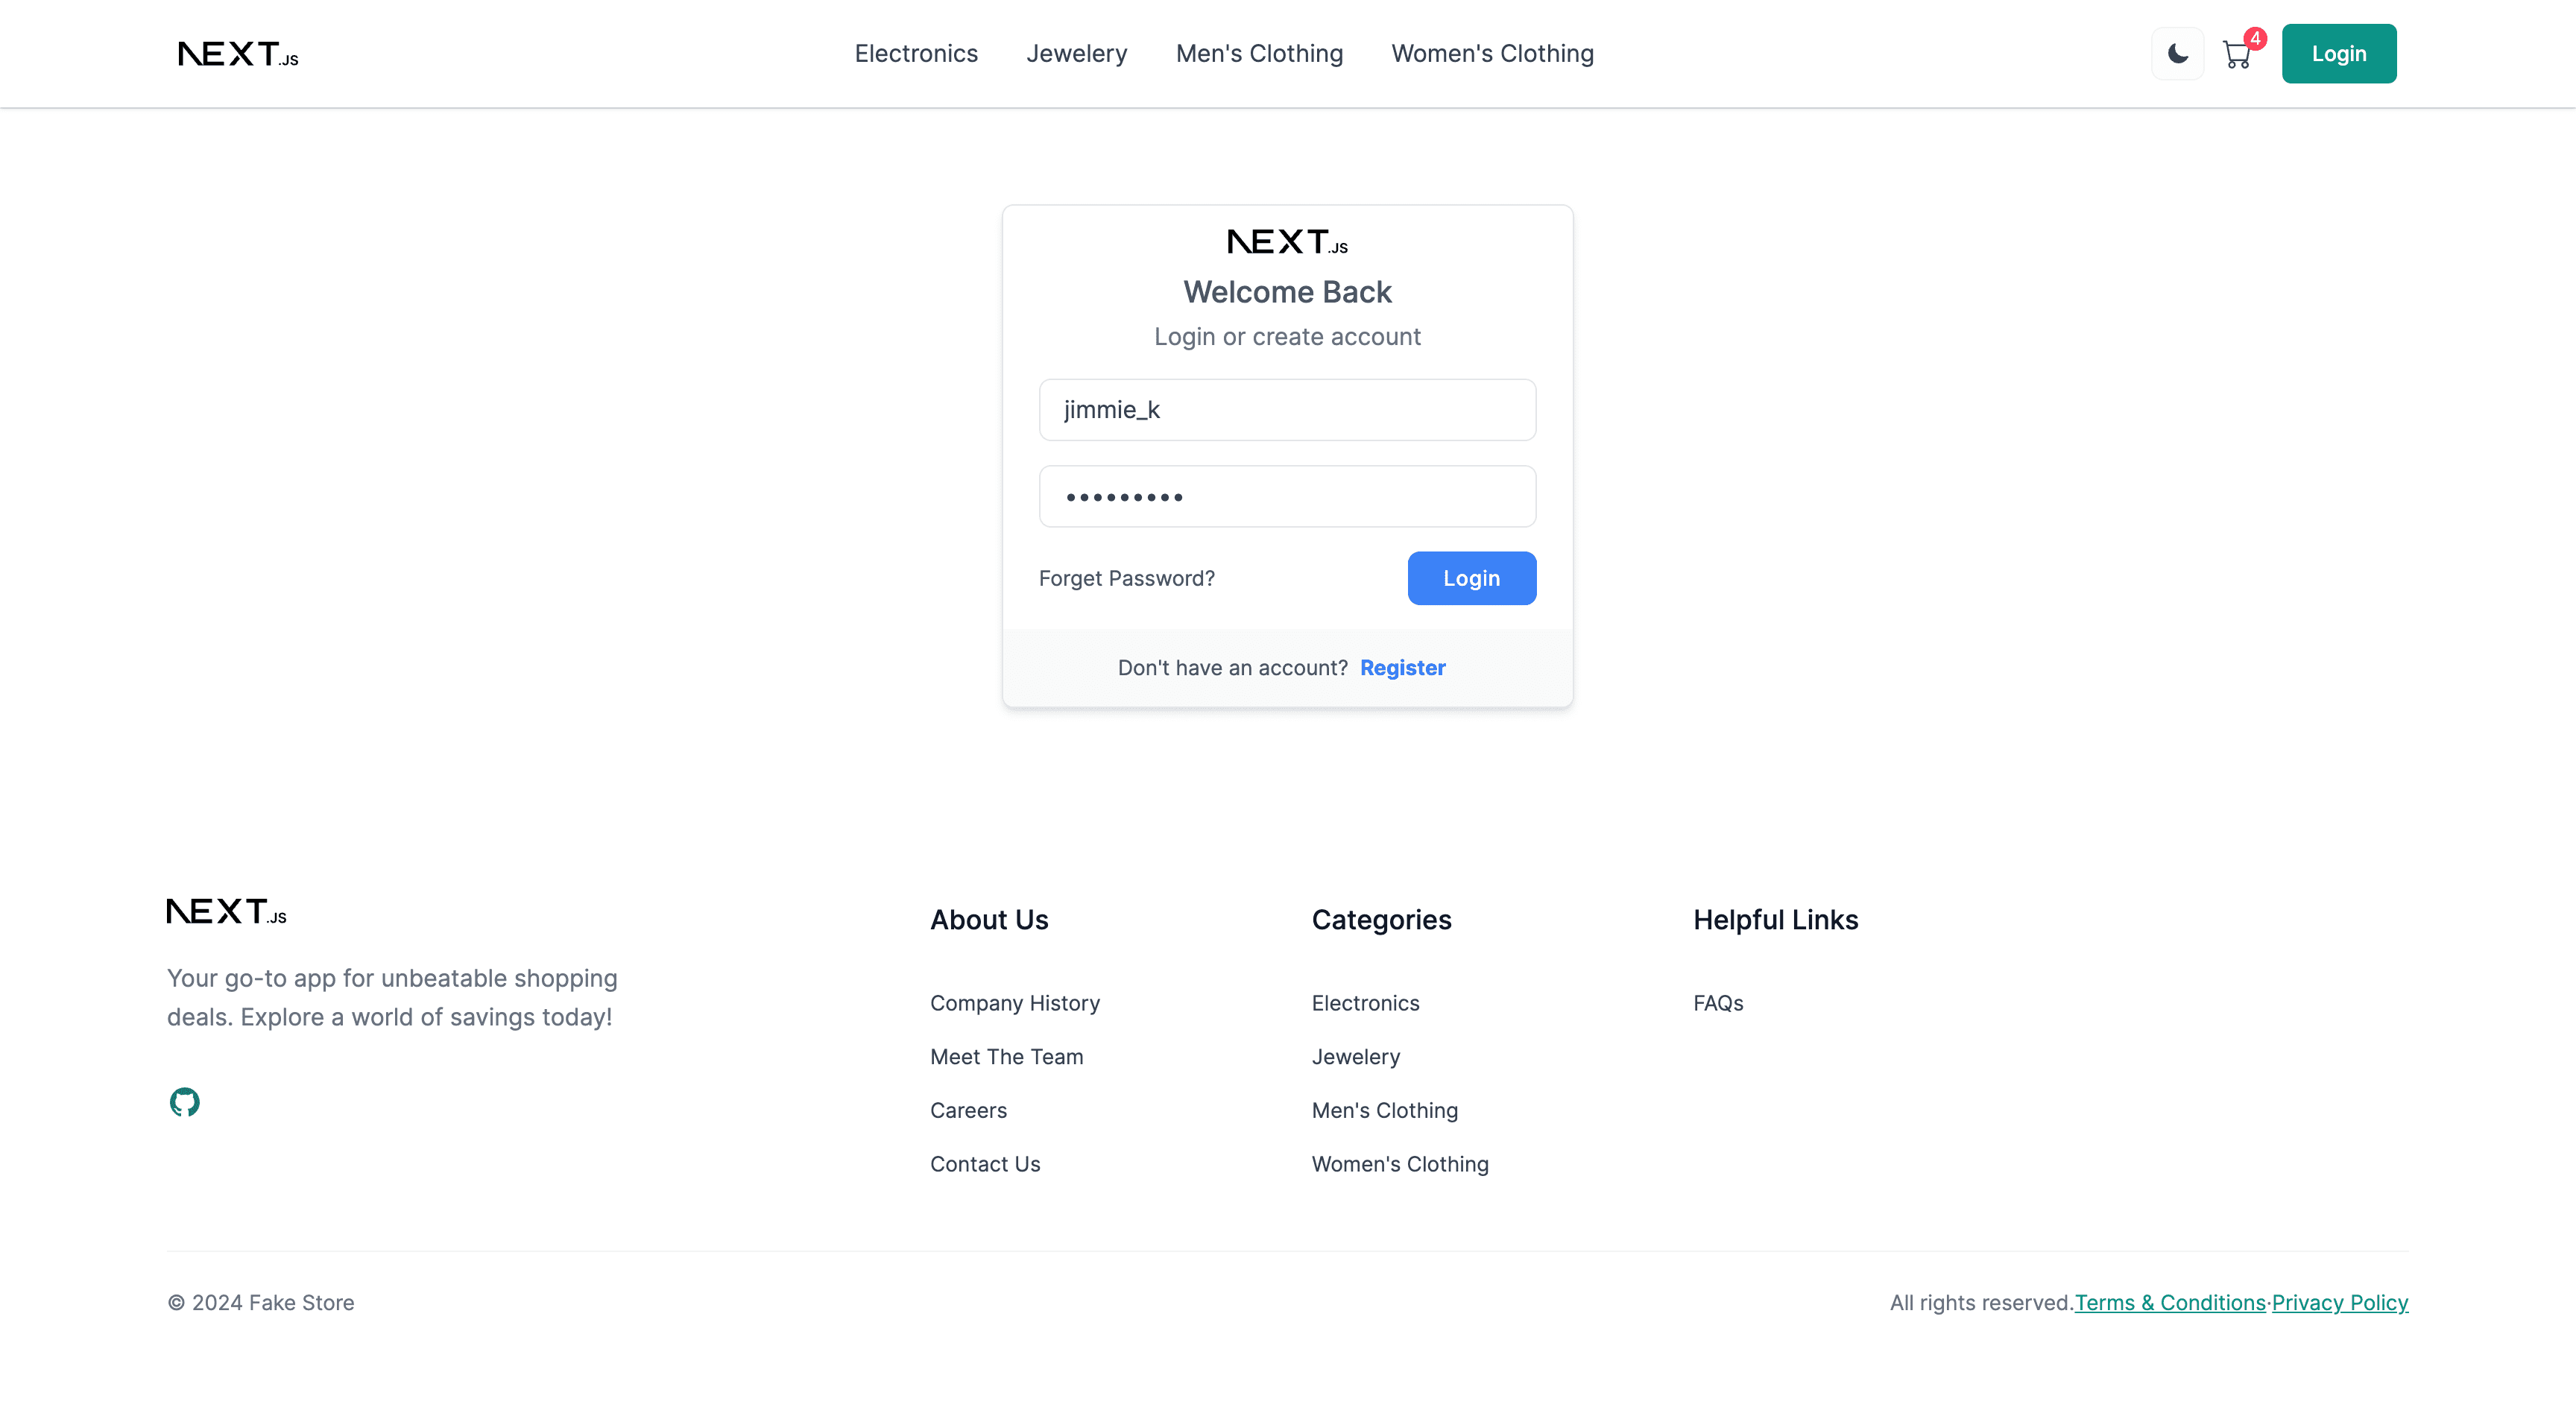 NEXT.JS
Electronics Jewelery Men's Clothing Women's Clothing
4
Login
NEXT.JS
Welcome Back
Login or create account
jimmie_k
•••••••••
Forget Password? Login
Don't have an account? Register
NEXT.JS
Your go-to app for unbeatable shopping
deals. Explore a world of savings today!
About Us
Company History
Meet The Team
Careers
Contact Us
Categories
Electronics
Jewelery
Men's Clothing
Women's Clothing
Helpful Links
FAQs
© 2024 Fake Store
All rights reserved.Terms & Conditions·Privacy Policy